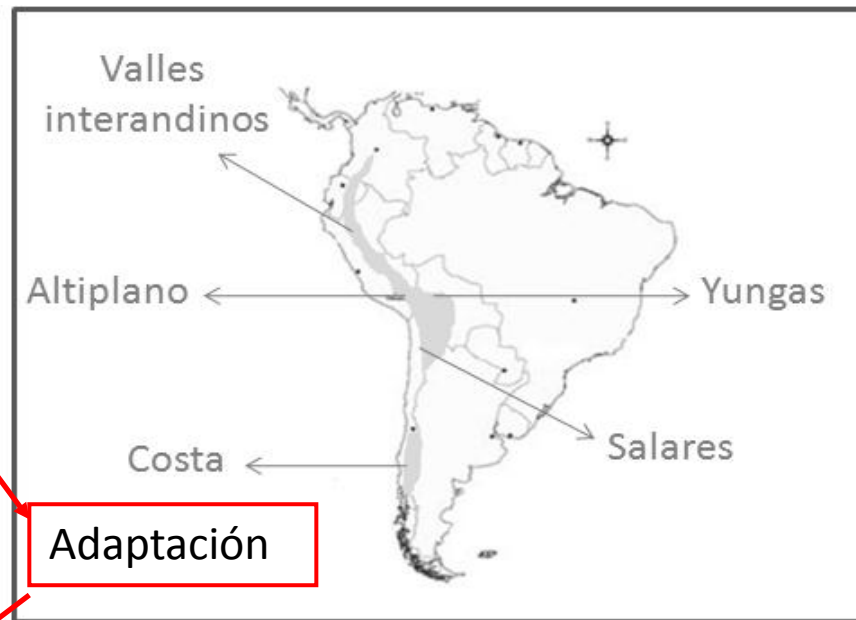 Valles
interandinos
Altiplano
Yungas
Salares
Costa
Adaptación